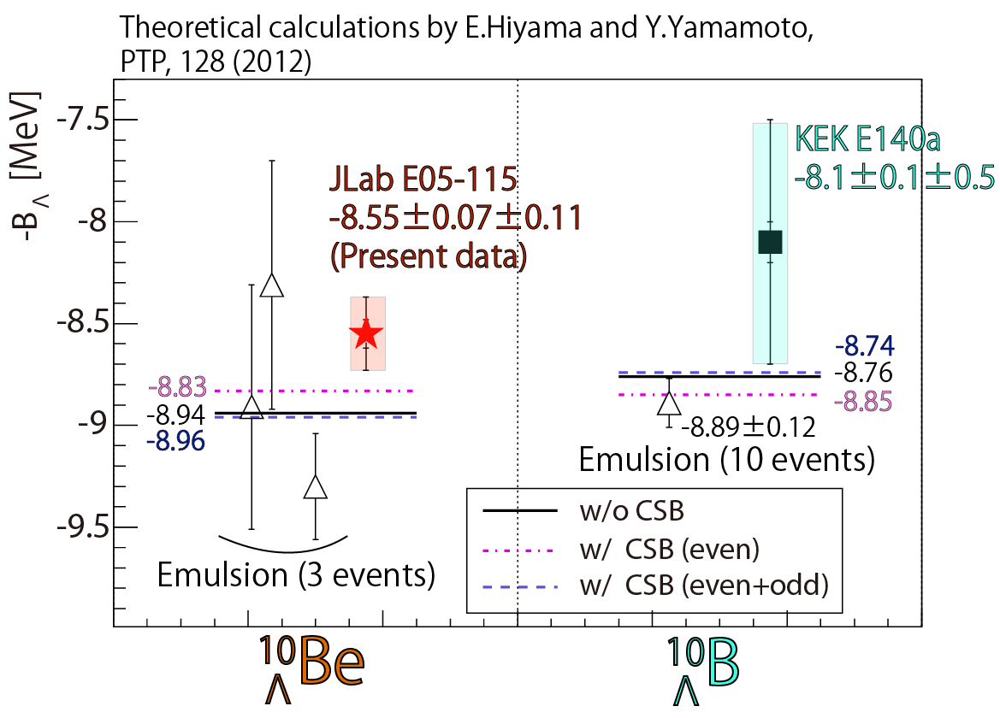 Theoretical calculations by E.Hiyama and Y.Yamamoto,
PTP, 128 (2012)
-B Λ [MeV]
-7.5
-8
-8.5
-9
-9.5
JLab E05-115
-8.55±0.07±0.11
(Present data)
KEK E140a
-8.1±0.1±0.5
-8.83
-8.94
-8.96
-8.74
-8.76
-8.85
-8.89±0.12
Emulsion (10 events)
Emulsion (3 events)
w/o CSB
w/ CSB (even)
w/ CSB (even+odd)
10 Λ Be
10 Λ B